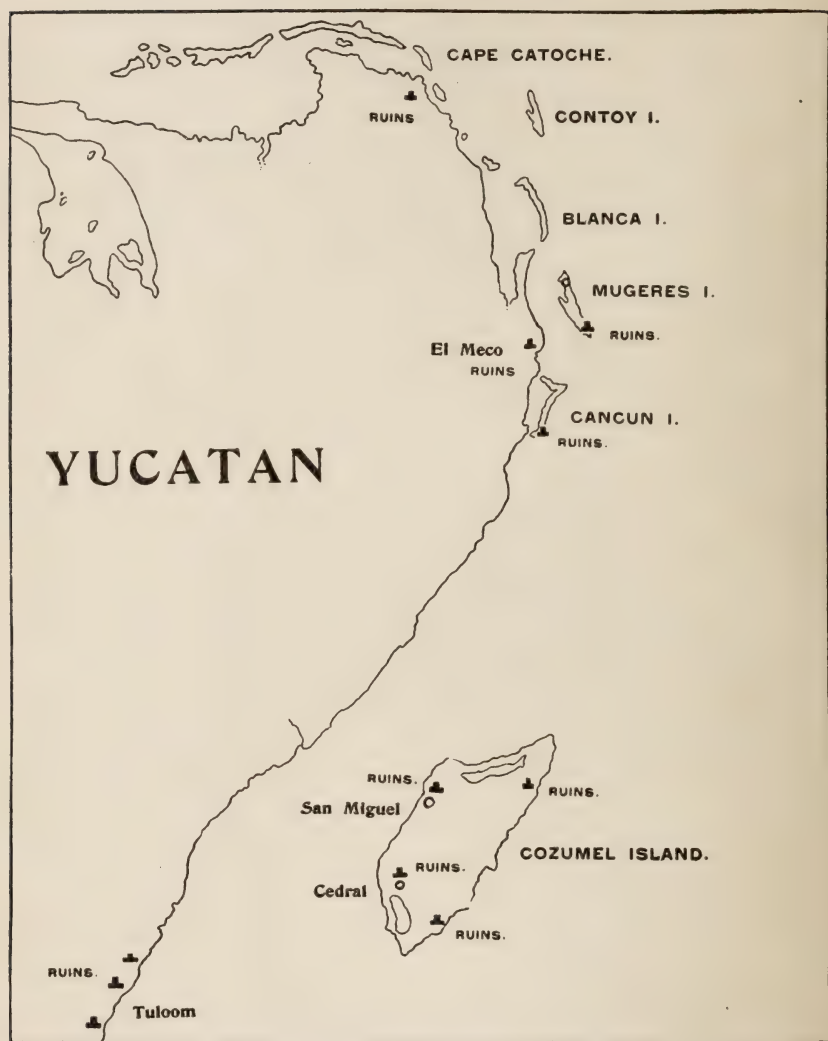 CAPE CATOCHE.
RUINS
CONTOY I.
BLANCA I.
MUGERES I.
RUINS.
El Meco
RUINS
CANCUN I.
RUINS.
YUCATAN
RUINS.
San Miguel
RUINS.
COZUMEL ISLAND.
RUINS.
Cedral
RUINS.
RUINS.
Tuloom